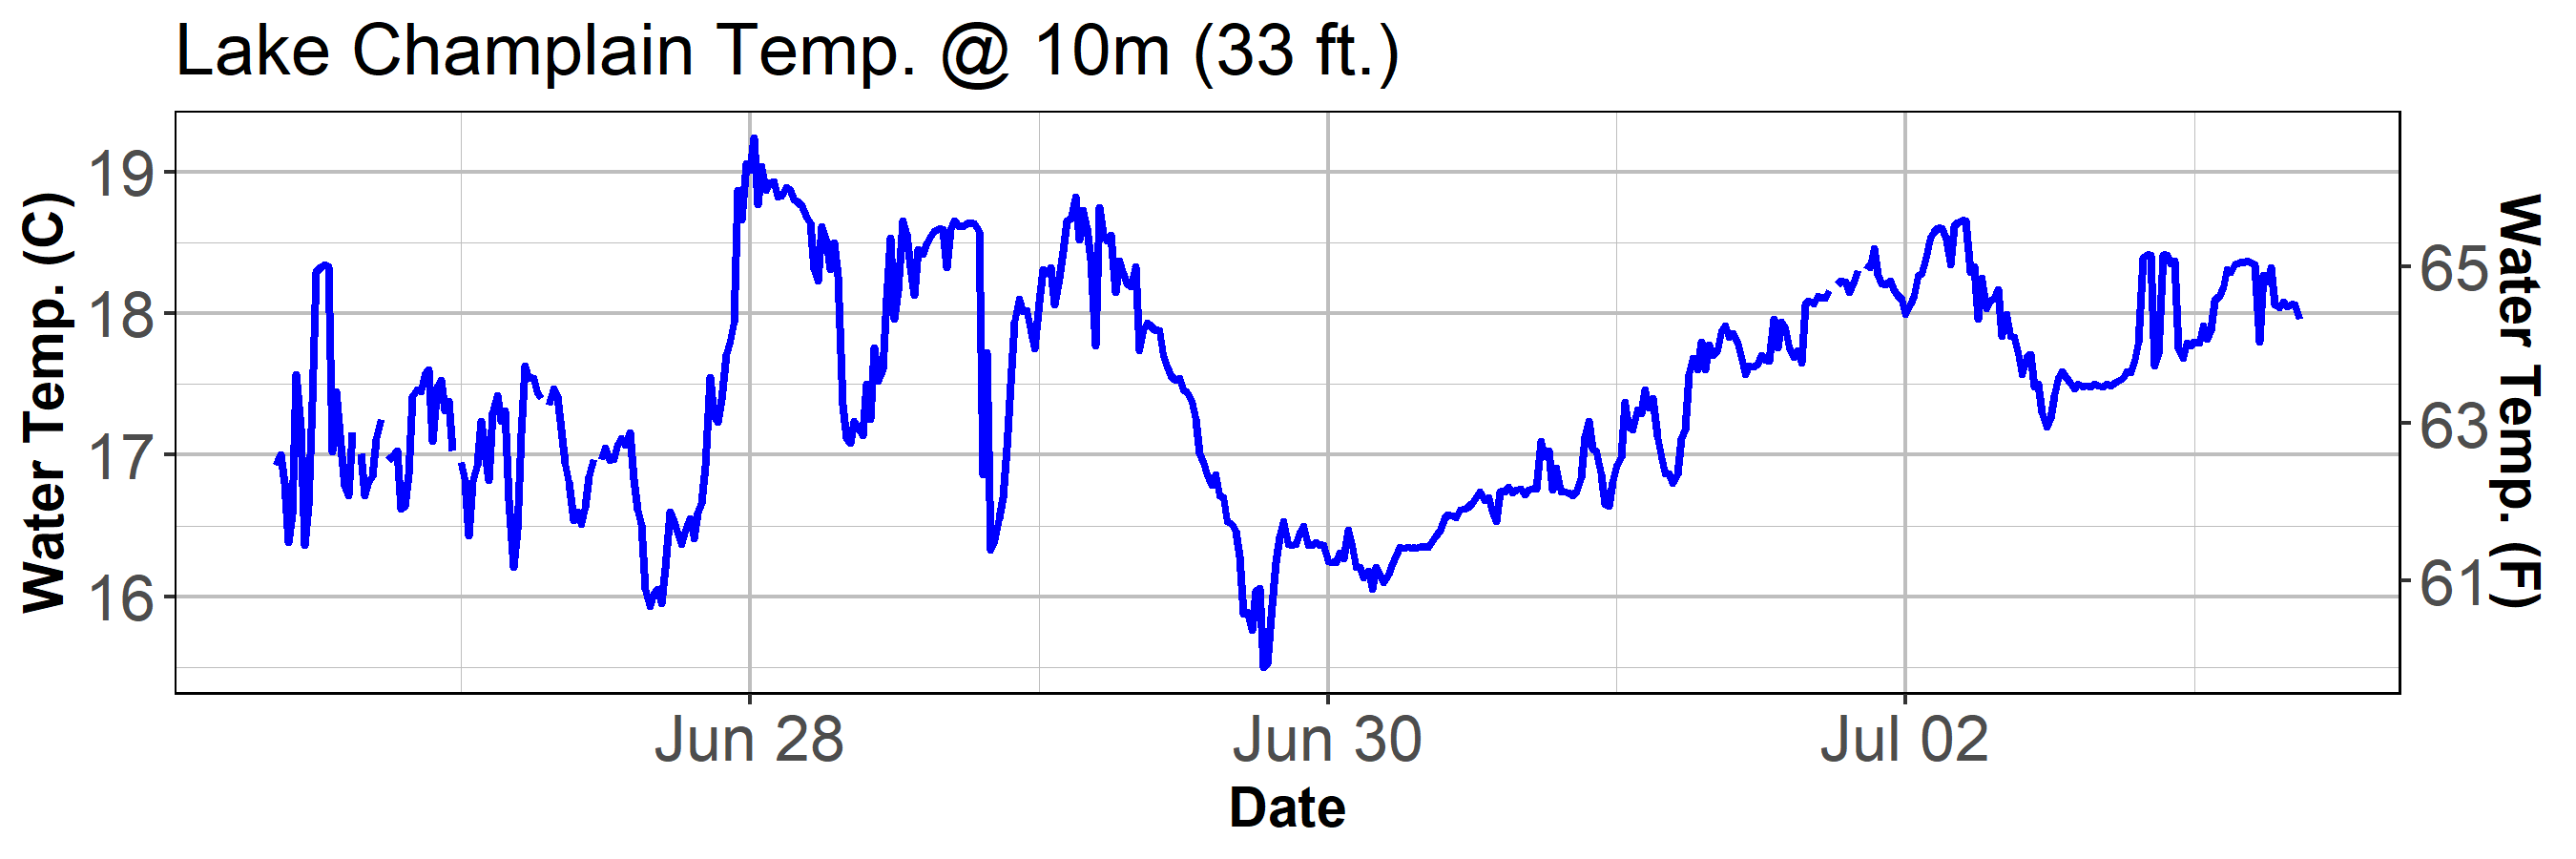 Lake Champlain Temp. @ 10m (33 ft.)
Water Temp. (C)
19
18
17
16
65
63
61
Water Temp. (F)
Jun 28
Jun 30
Jul 02
Date